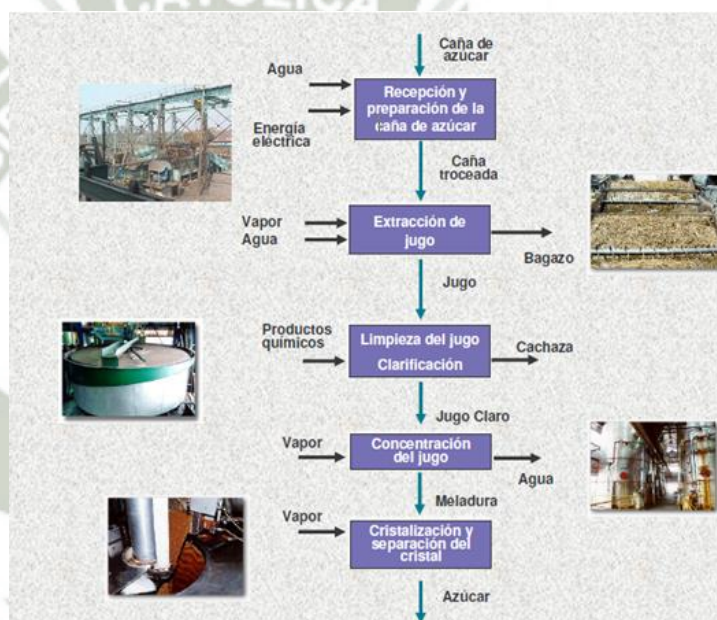 CATOLICA
Caña de
azúcar
Agua
Recepción y
preparación de la
caña de azúcar
Energía
eléctrica
Caña
troceada
Vapor
Agua
Extracción de
jugo
Bagazo
Jugo
Productos
químicos
Limpieza del jugo
Clarificación
Cachaza
Jugo Claro
Vapor
Concentración
del jugo
Agua
Meladura
Vapor
Cristalización y
separación del
cristal
Azúcar